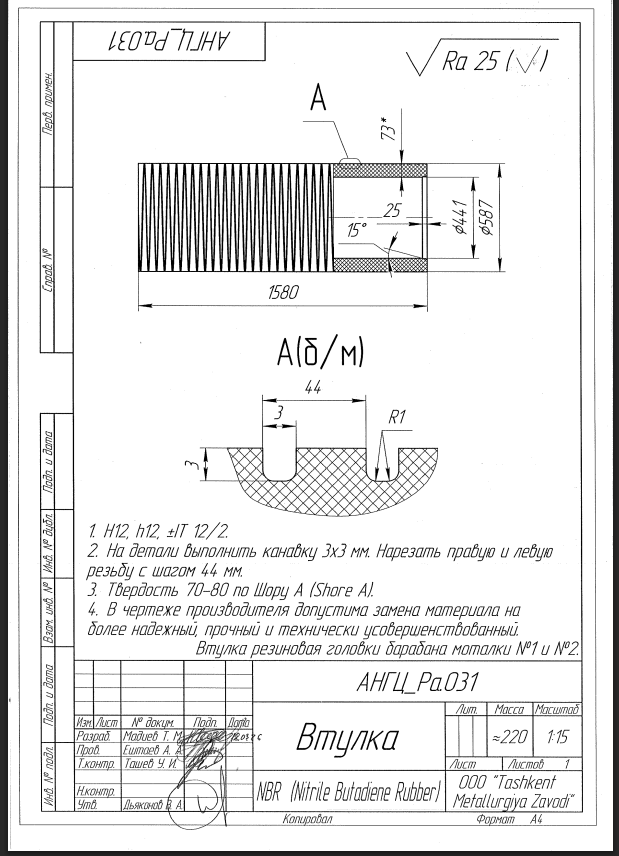 АНГЦ_Ра.031
Ra 25 (√)
Перв. примен.
Справ. №
А
73*
25
15°
⌀441
⌀587
1580
А(б/м)
44
3
R1
3
1. H12, h12, ±IT 12/2.
2. На детали выполнить канавку 3х3 мм. Нарезать правую и левую
резьбу с шагом 44 мм.
3. Твердость 70-80 по Шору А (Shore A).
4. В чертеже производителя допустима замена материала на
более надежный, прочный и технически усовершенствованный.
Втулка резиновая головки барабана моталки №1 и №2.
Подп. и дата
Инв. № дубл.
Взам. инв. №
Подп. и дата
Инв. № подл.
АНГЦ_Ра.031
Изм. Лист № докум. Подп. Дата
Разраб. Мадиев Т. М.
Пров. Ештаев А. А.
Т.контр. Ташев У. И.
Н.контр.
Утв. Дьяконов В. А.
Втулка
Лит. Масса Масштаб
≈220 1:15
Лист Листов 1
NBR (Nitrile Butadiene Rubber)
ООО "Tashkent
Metallurgiya Zavodi"
Копировал Формат А4